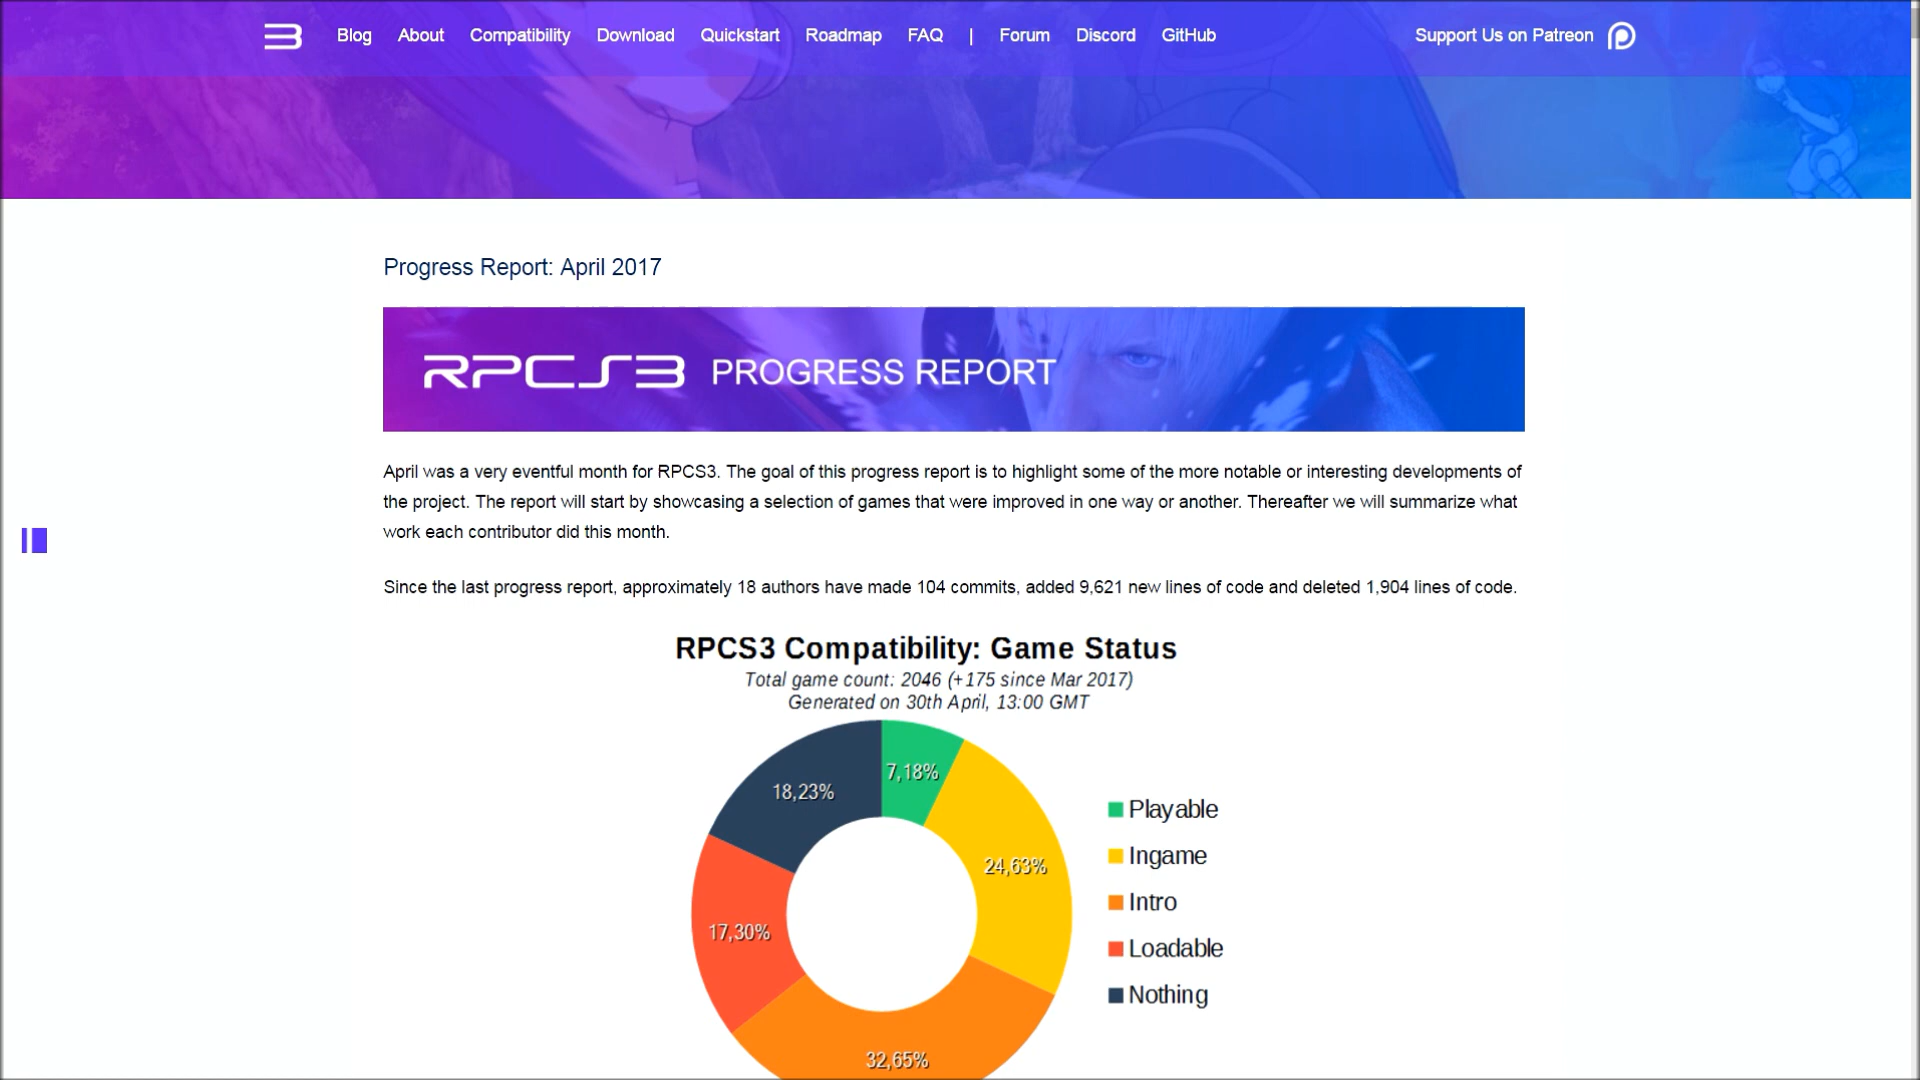 Blog About Compatibility Download Quickstart Roadmap FAQ | Forum Discord GitHub Support Us on Patreon
Progress Report: April 2017
RPCS3 PROGRESS REPORT
April was a very eventful month for RPCS3. The goal of this progress report is to highlight some of the more notable or interesting developments of
the project. The report will start by showcasing a selection of games that were improved in one way or another. Thereafter we will summarize what
work each contributor did this month.
Since the last progress report, approximately 18 authors have made 104 commits, added 9,621 new lines of code and deleted 1,904 lines of code.
RPCS3 Compatibility: Game Status
Total game count: 2046 (+175 since Mar 2017)
Generated on 30th April, 13:00 GMT
7,18%
18,23%
24,63%
17,30%
32,65%
Playable
Ingame
Intro
Loadable
Nothing